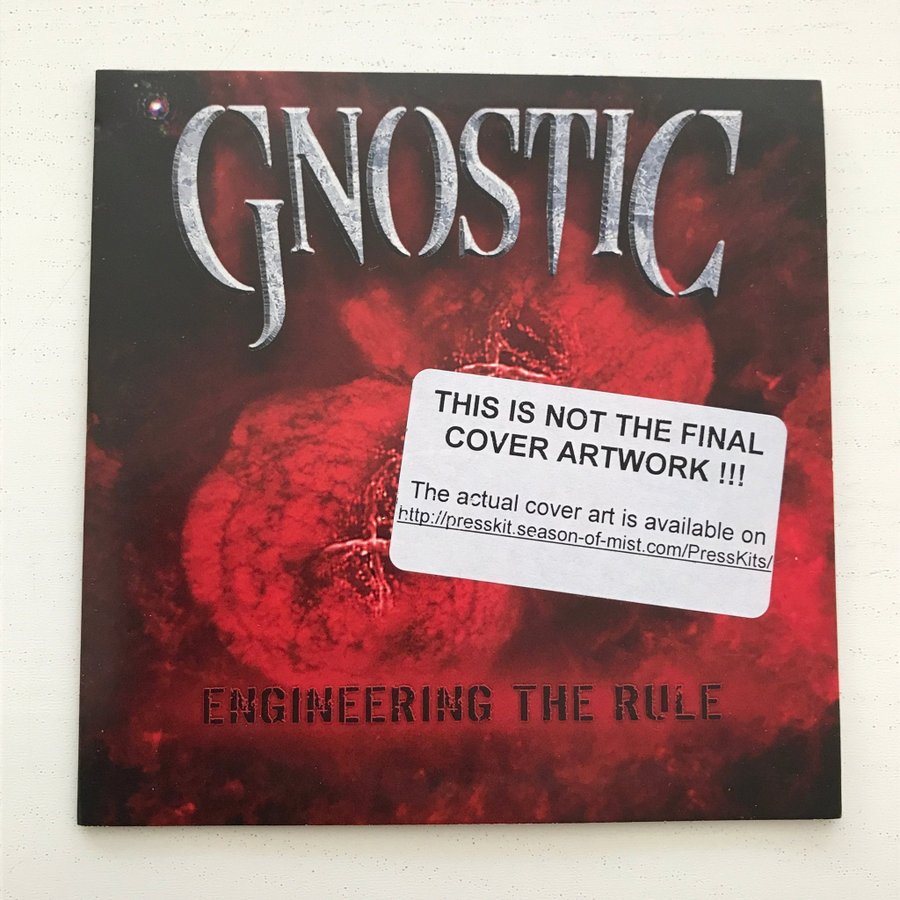 GNOSTIC
THIS IS NOT THE FINAL
COVER ARTWORK !!!
The actual cover art is available on
http://presskit.season-of-mist.com/PressKits/
ENGINEERING THE RULE